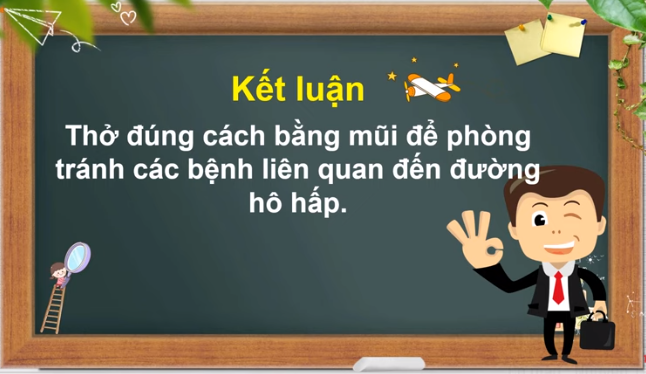 Kết luận
Thở đúng cách bằng mũi để phòng
tránh các bệnh liên quan đến đường
hô hấp.